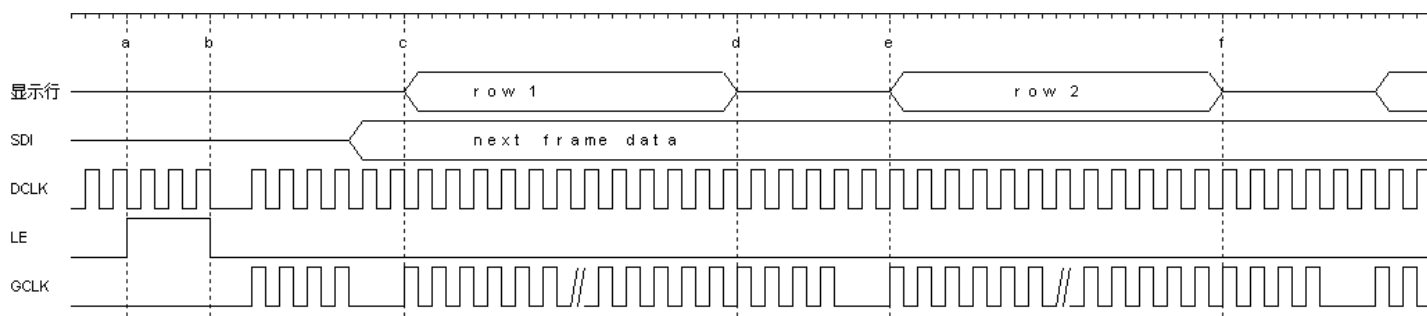 a b c d e f
显示行 row 1 row 2
SDI next frame data
DCLK
LE
GCLK